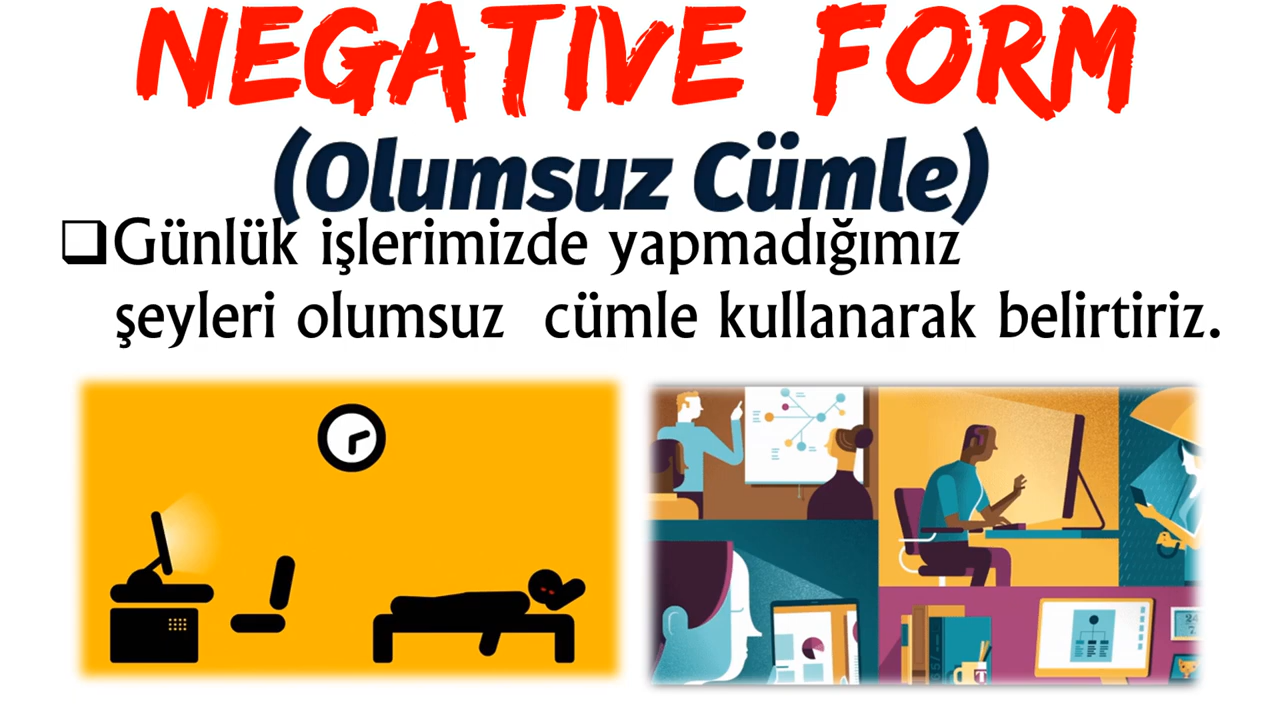 NEGATIVE FORM
(Olumsuz Cümle)
❑Günlük işlerimizde yapmadığımız
şeyleri olumsuz cümle kullanarak belirtiriz.